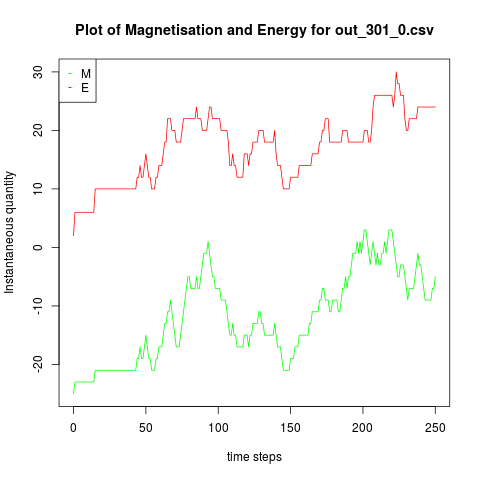 Plot of Magnetisation and Energy for out_301_0.csv
M
E
Instantaneous quantity
30
20
10
0
-10
-20
0 50 100 150 200 250
time steps